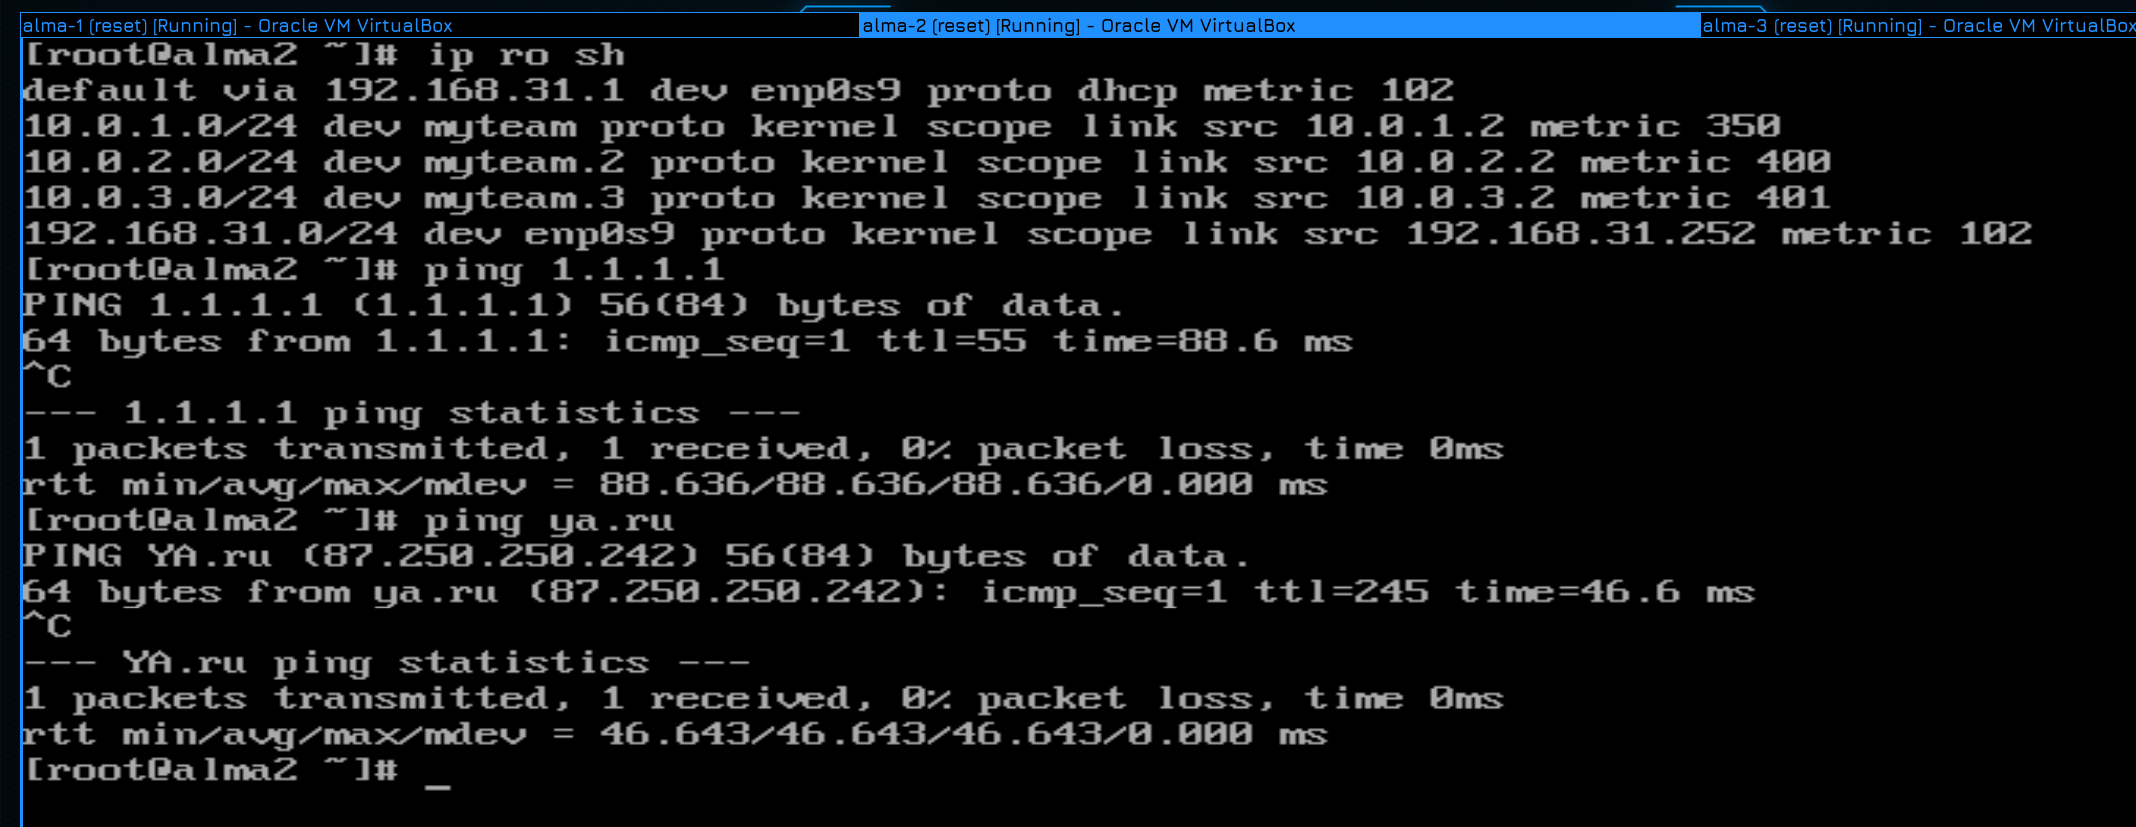 alma-1 (reset) [Running] - Oracle VM VirtualBox
alma-2 (reset) [Running] - Oracle VM VirtualBox
alma-3 (reset) [Running] - Oracle VM VirtualBox
[root@alma2 ~]# ip ro sh
default via 192.168.31.1 dev enp0s9 proto dhcp metric 102
10.0.1.0/24 dev myteam proto kernel scope link src 10.0.1.2 metric 350
10.0.2.0/24 dev myteam.2 proto kernel scope link src 10.0.2.2 metric 400
10.0.3.0/24 dev myteam.3 proto kernel scope link src 10.0.3.2 metric 401
192.168.31.0/24 dev enp0s9 proto kernel scope link src 192.168.31.252 metric 102
[root@alma2 ~]# ping 1.1.1.1
PING 1.1.1.1 (1.1.1.1) 56(84) bytes of data.
64 bytes from 1.1.1.1: icmp_seq=1 ttl=55 time=88.6 ms
^C
--- 1.1.1.1 ping statistics ---
1 packets transmitted, 1 received, 0% packet loss, time 0ms
rtt min/avg/max/mdev = 88.636/88.636/88.636/0.000 ms
[root@alma2 ~]# ping ya.ru
PING YA.ru (87.250.250.242) 56(84) bytes of data.
64 bytes from ya.ru (87.250.250.242): icmp_seq=1 ttl=245 time=46.6 ms
^C
--- YA.ru ping statistics ---
1 packets transmitted, 1 received, 0% packet loss, time 0ms
rtt min/avg/max/mdev = 46.643/46.643/46.643/0.000 ms
[root@alma2 ~]# _